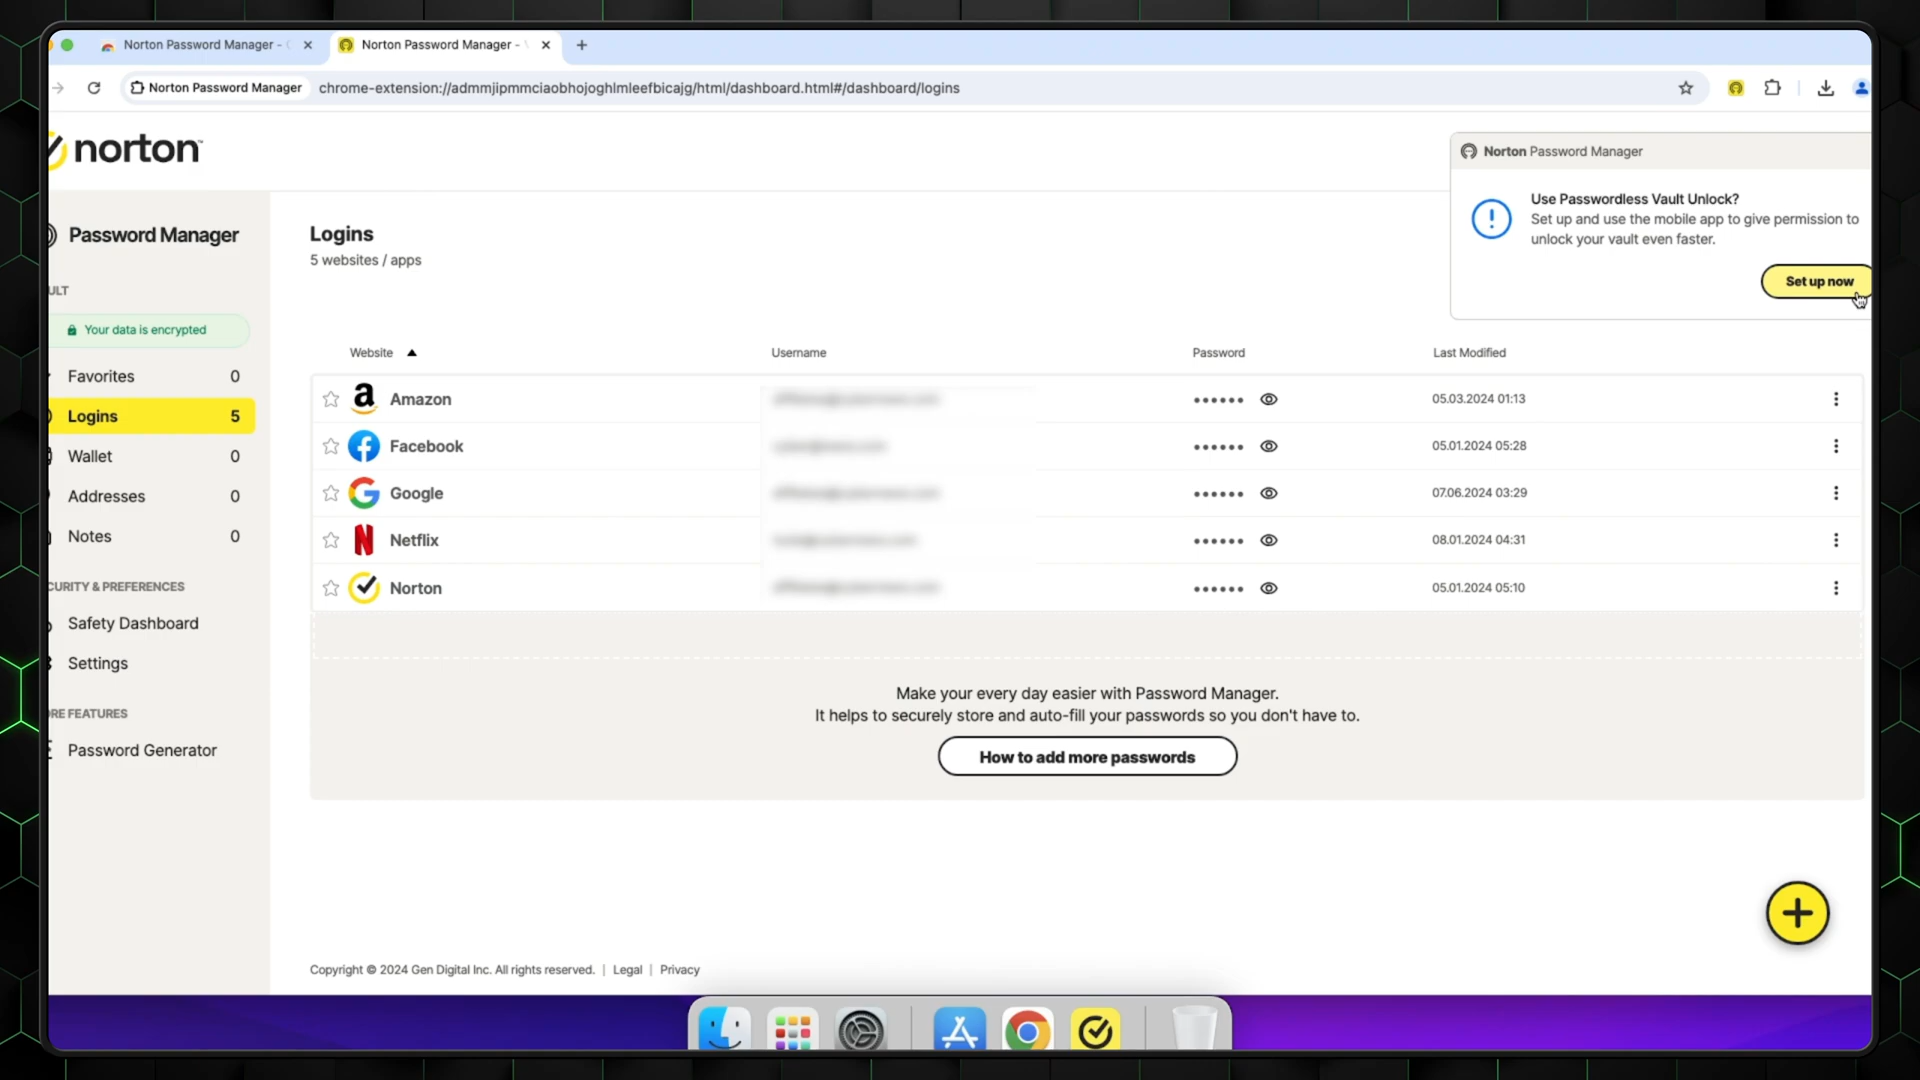 Norton Password Manager - (
Norton Password Manager - \
Norton Password Manager
chrome-extension://admmjipmmciaobhojoghlmleefbicajg/html/dashboard.html#/dashboard/logins
norton
Norton Password Manager
Use Passwordless Vault Unlock?
Set up and use the mobile app to give permission to
unlock your vault even faster.
Set up now
Password Manager
ULT
Your data is encrypted
Favorites 0
Logins 5
Wallet 0
Addresses 0
Notes 0
CURITY & PREFERENCES
Safety Dashboard
Settings
RE FEATURES
Password Generator
Logins
5 websites / apps
Website Username Password Last Modified
Amazon •••••• 05.03.2024 01:13
Facebook •••••• 05.01.2024 05:28
Google •••••• 07.06.2024 03:29
Netflix •••••• 08.01.2024 04:31
Norton •••••• 05.01.2024 05:10
Make your every day easier with Password Manager.
It helps to securely store and auto-fill your passwords so you don't have to.
How to add more passwords
Copyright © 2024 Gen Digital Inc. All rights reserved. | Legal | Privacy